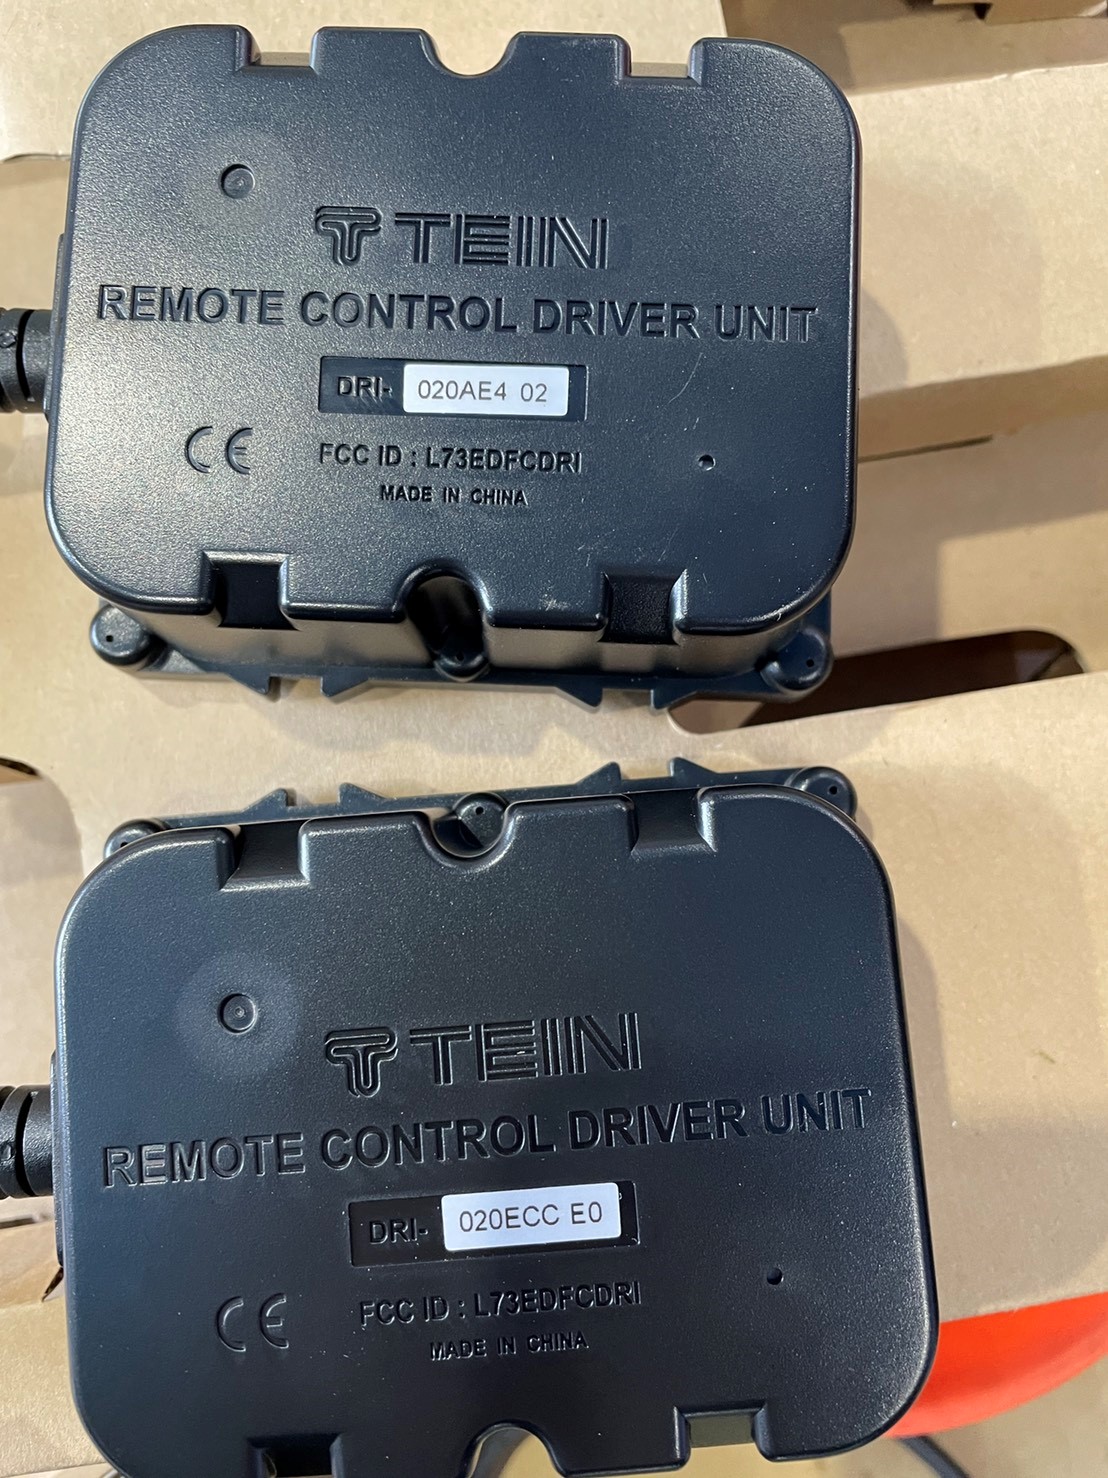 TEIN
REMOTE CONTROL DRIVER UNIT
DRI- 020AE4 02
CE
FCC ID : L73EDFCDRI
MADE IN CHINA
TEIN
REMOTE CONTROL DRIVER UNIT
DRI- 020ECC E0
CE
FCC ID : L73EDFCDRI
MADE IN CHINA